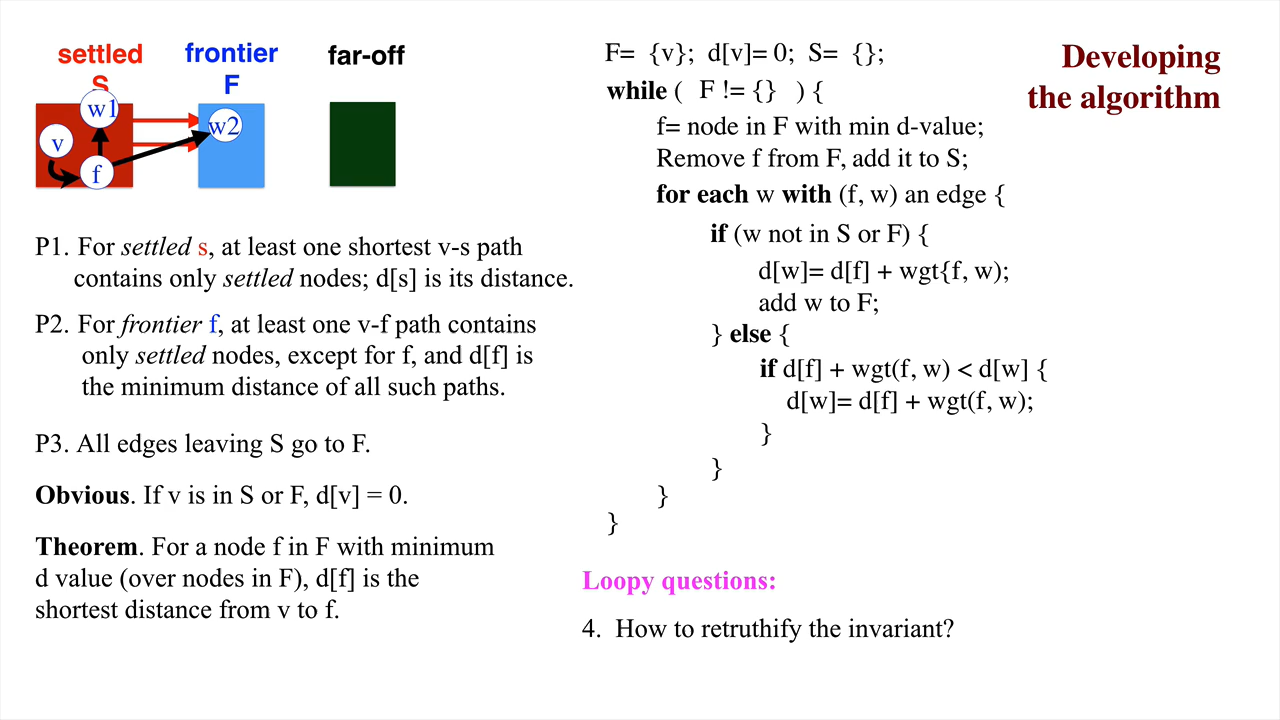 settled
S
frontier
F
far-off
w1
w2
v
f
P1. For settled s, at least one shortest v-s path
contains only settled nodes; d[s] is its distance.
P2. For frontier f, at least one v-f path contains
only settled nodes, except for f, and d[f] is
the minimum distance of all such paths.
P3. All edges leaving S go to F.
Obvious. If v is in S or F, d[v] = 0.
Theorem. For a node f in F with minimum
d value (over nodes in F), d[f] is the
shortest distance from v to f.
F= {v}; d[v]= 0; S= {};
while ( F != {} ) {
f= node in F with min d-value;
Remove f from F, add it to S;
for each w with (f, w) an edge {
if (w not in S or F) {
d[w]= d[f] + wgt{f, w);
add w to F;
} else {
if d[f] + wgt(f, w) < d[w] {
d[w]= d[f] + wgt(f, w);
}
}
}
}
Developing
the algorithm
Loopy questions:
4. How to retruthify the invariant?